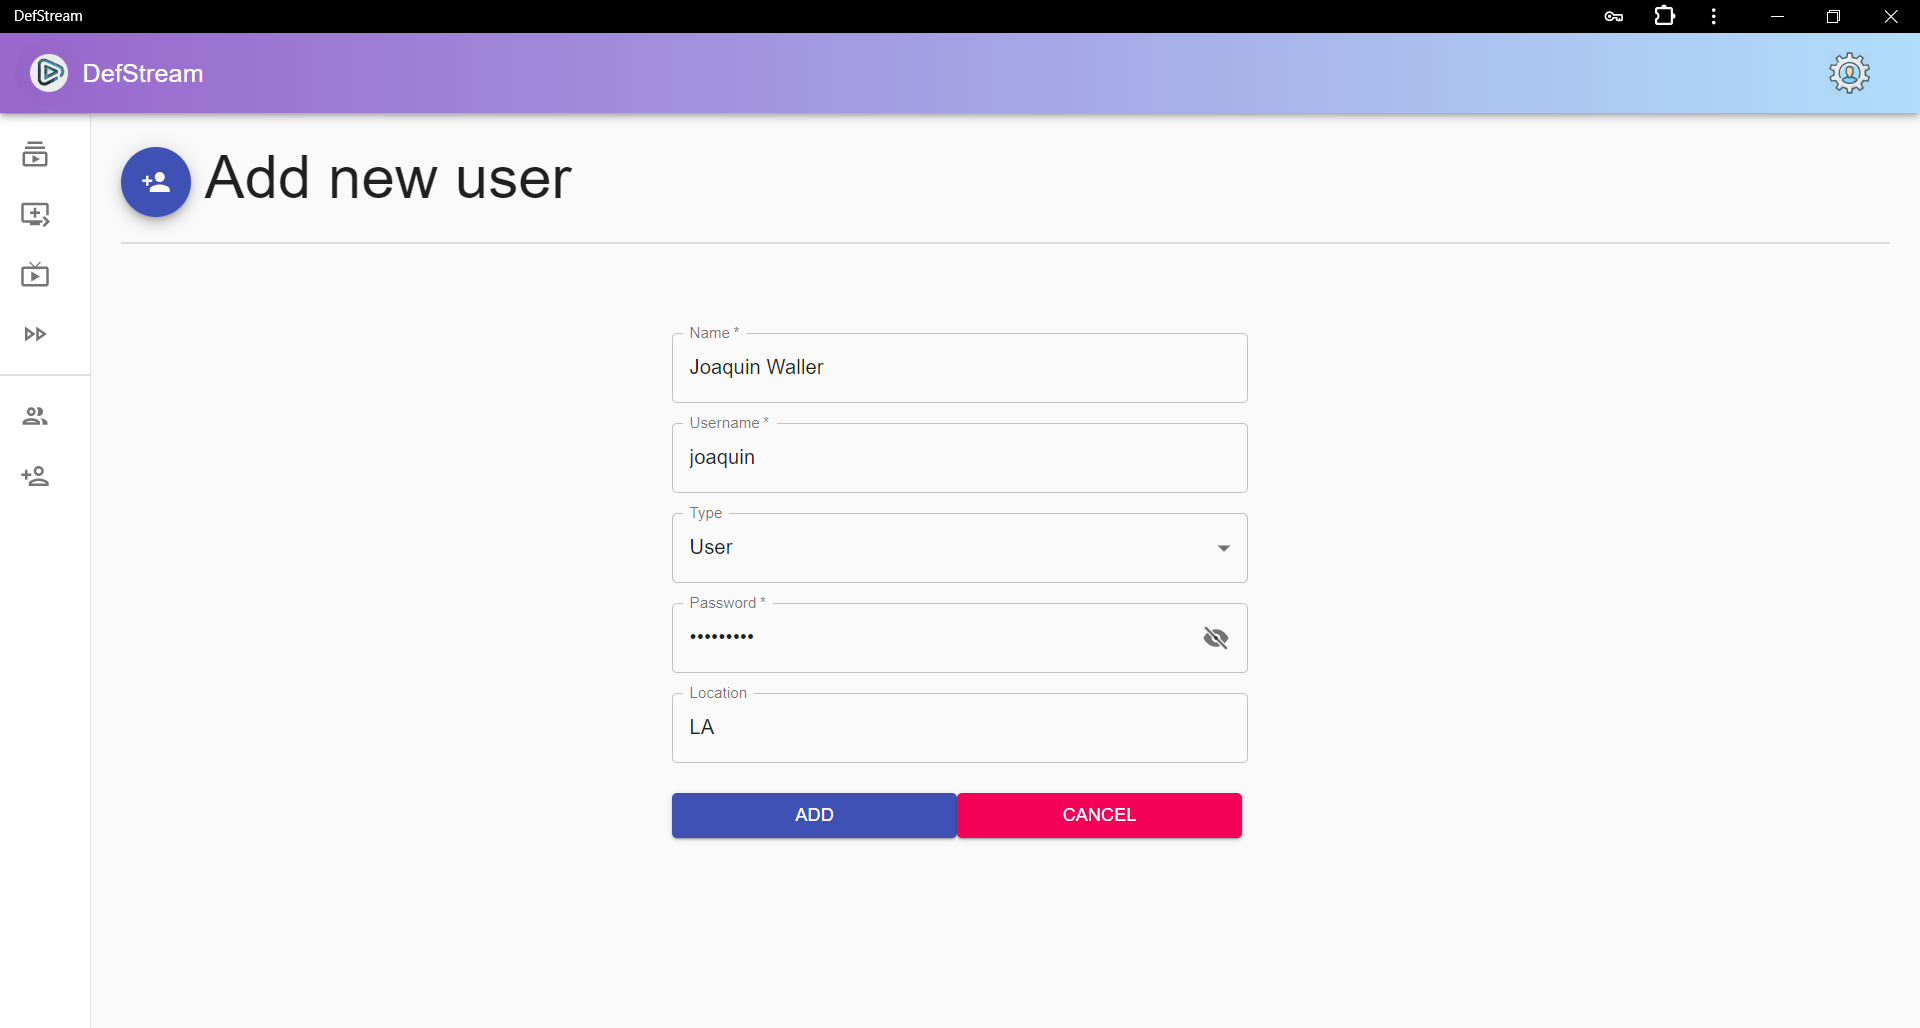 DefStream
DefStream
Add new user
Name *
Joaquin Waller
Username *
joaquin
Type
User
Password *
•••••••••
Location
LA
ADD
CANCEL